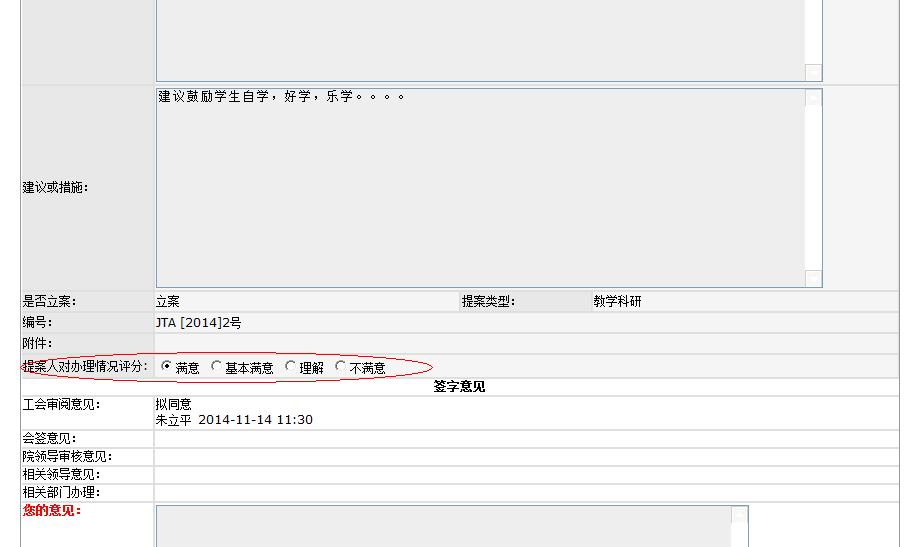 建议鼓励学生自学，好学，乐学。。。。
建议或措施：
是否立案： 立案 提案类型： 教学科研
编号： JTA [2014]2号
附件：
提案人对办理情况评分： 满意 基本满意 理解 不满意
签字意见
工会审阅意见： 拟同意
朱立平 2014-11-14 11:30
会签意见：
院领导审核意见：
相关领导意见：
相关部门办理：
您的意见：